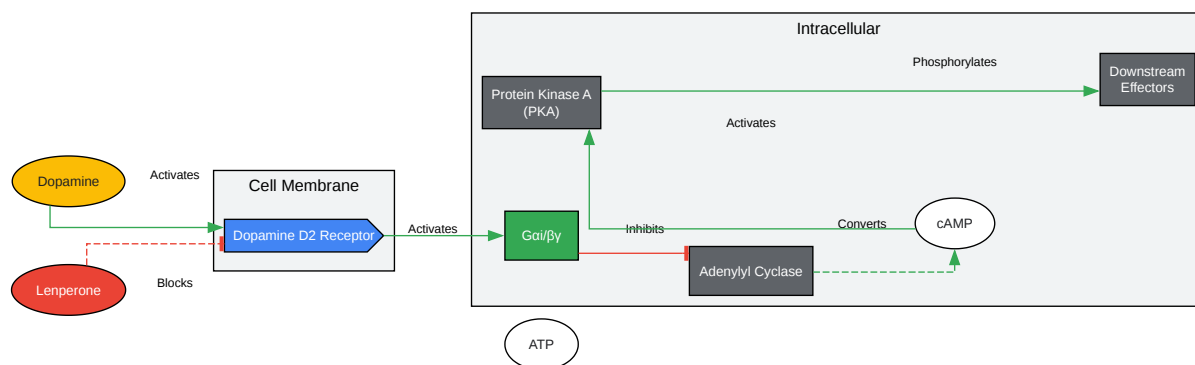 Intracellular
Phosphorylates
Downstream
Effectors
Protein Kinase A
(PKA)
Activates
Dopamine
Activates
Cell Membrane
Dopamine D2 Receptor
Activates
Gαi/βγ
Inhibits
Converts
cAMP
Adenylyl Cyclase
Lenperone
Blocks
ATP